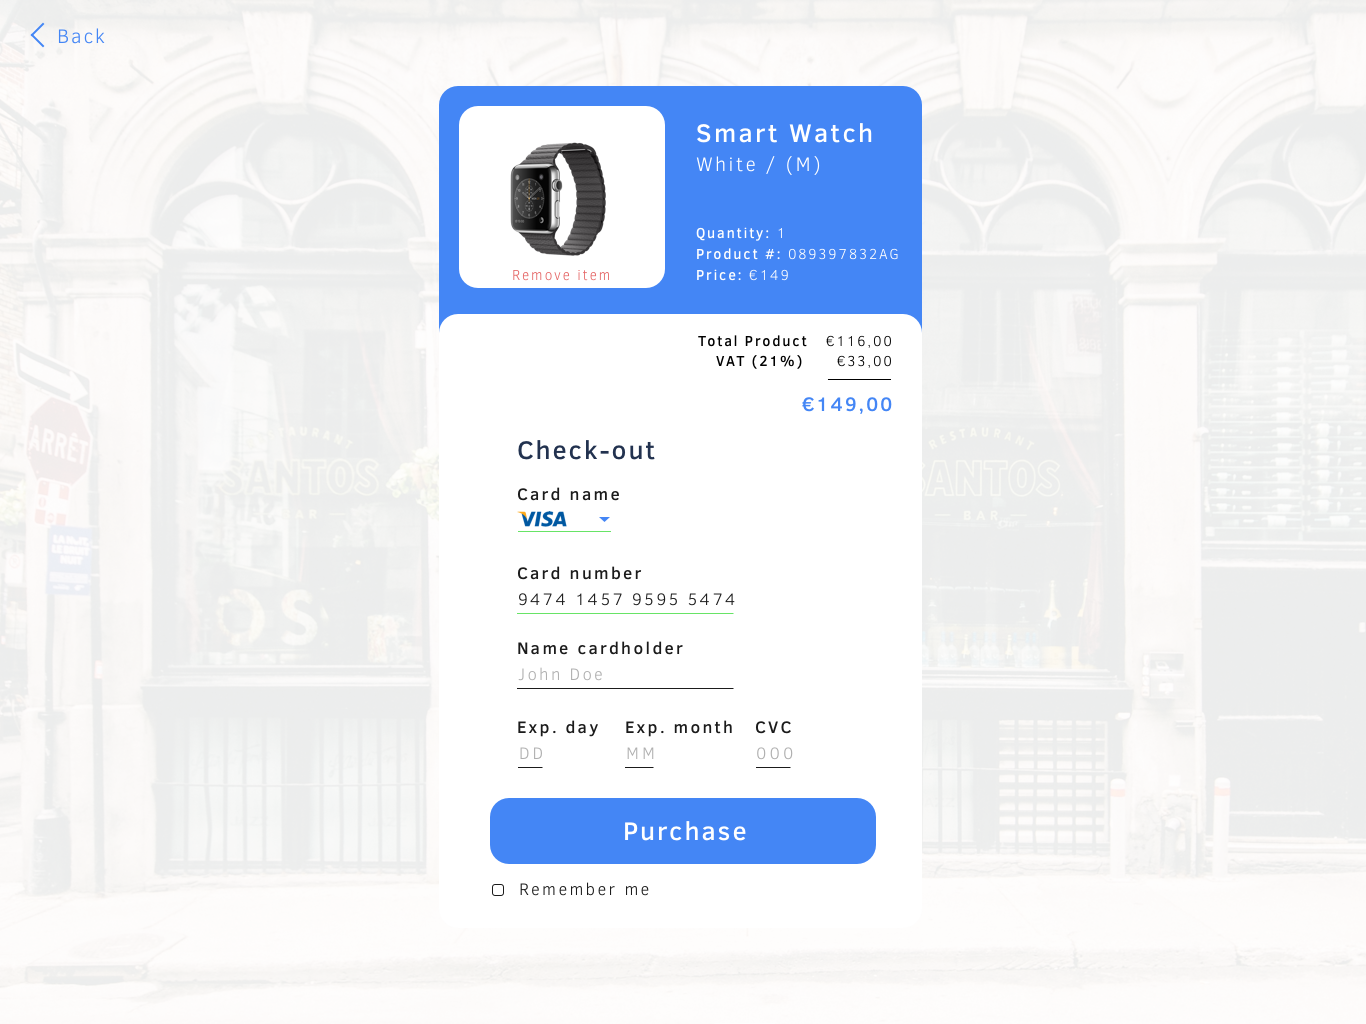 Back
Smart Watch
White / (M)
Quantity: 1
Product #: 089397832AG
Price: €149
Remove item
Total Product €116,00
VAT (21%) €33,00
€149,00
Check-out
Card name
VISA
Card number
9474 1457 9595 5474
Name cardholder
John Doe
Exp. day Exp. month CVC
DD MM 000
Purchase
Remember me
ARRÊT
RESTAURANT
SANTOS
BAR
RESTAURANT
SANTOS
BAR